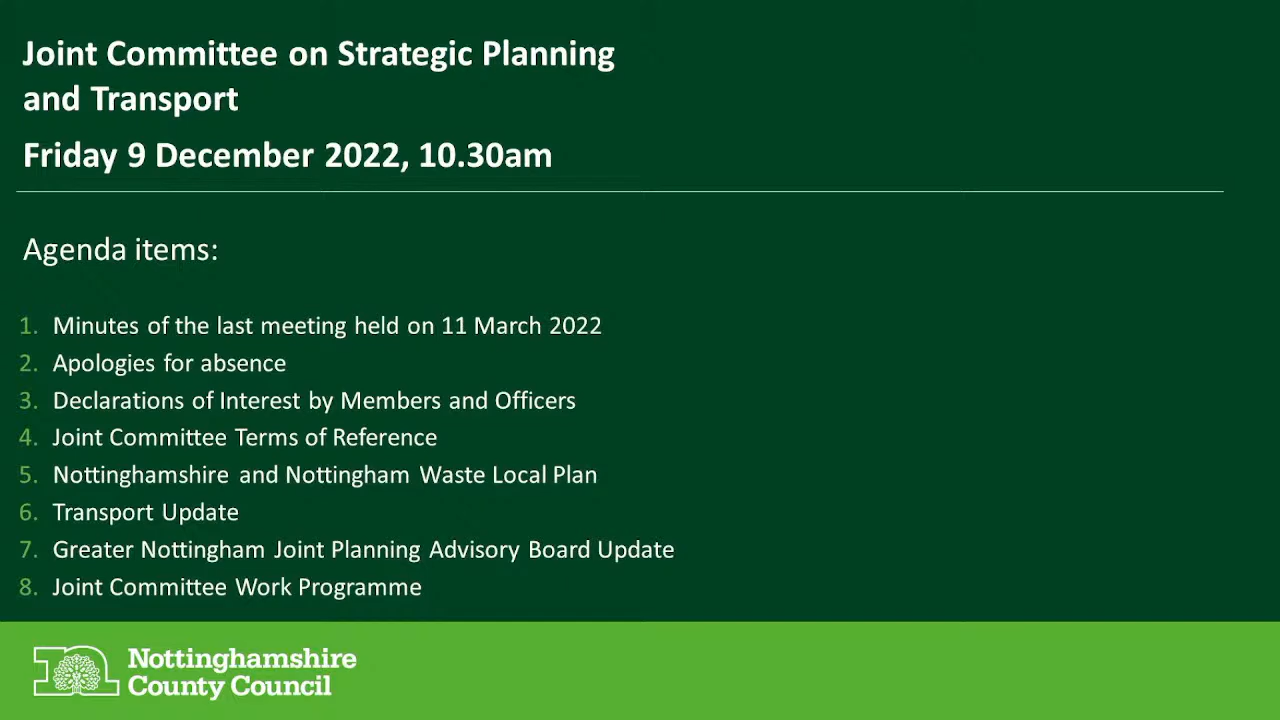 Joint Committee on Strategic Planning
and Transport
Friday 9 December 2022, 10.30am
Agenda items:
1. Minutes of the last meeting held on 11 March 2022
2. Apologies for absence
3. Declarations of Interest by Members and Officers
4. Joint Committee Terms of Reference
5. Nottinghamshire and Nottingham Waste Local Plan
6. Transport Update
7. Greater Nottingham Joint Planning Advisory Board Update
8. Joint Committee Work Programme
Nottinghamshire
County Council